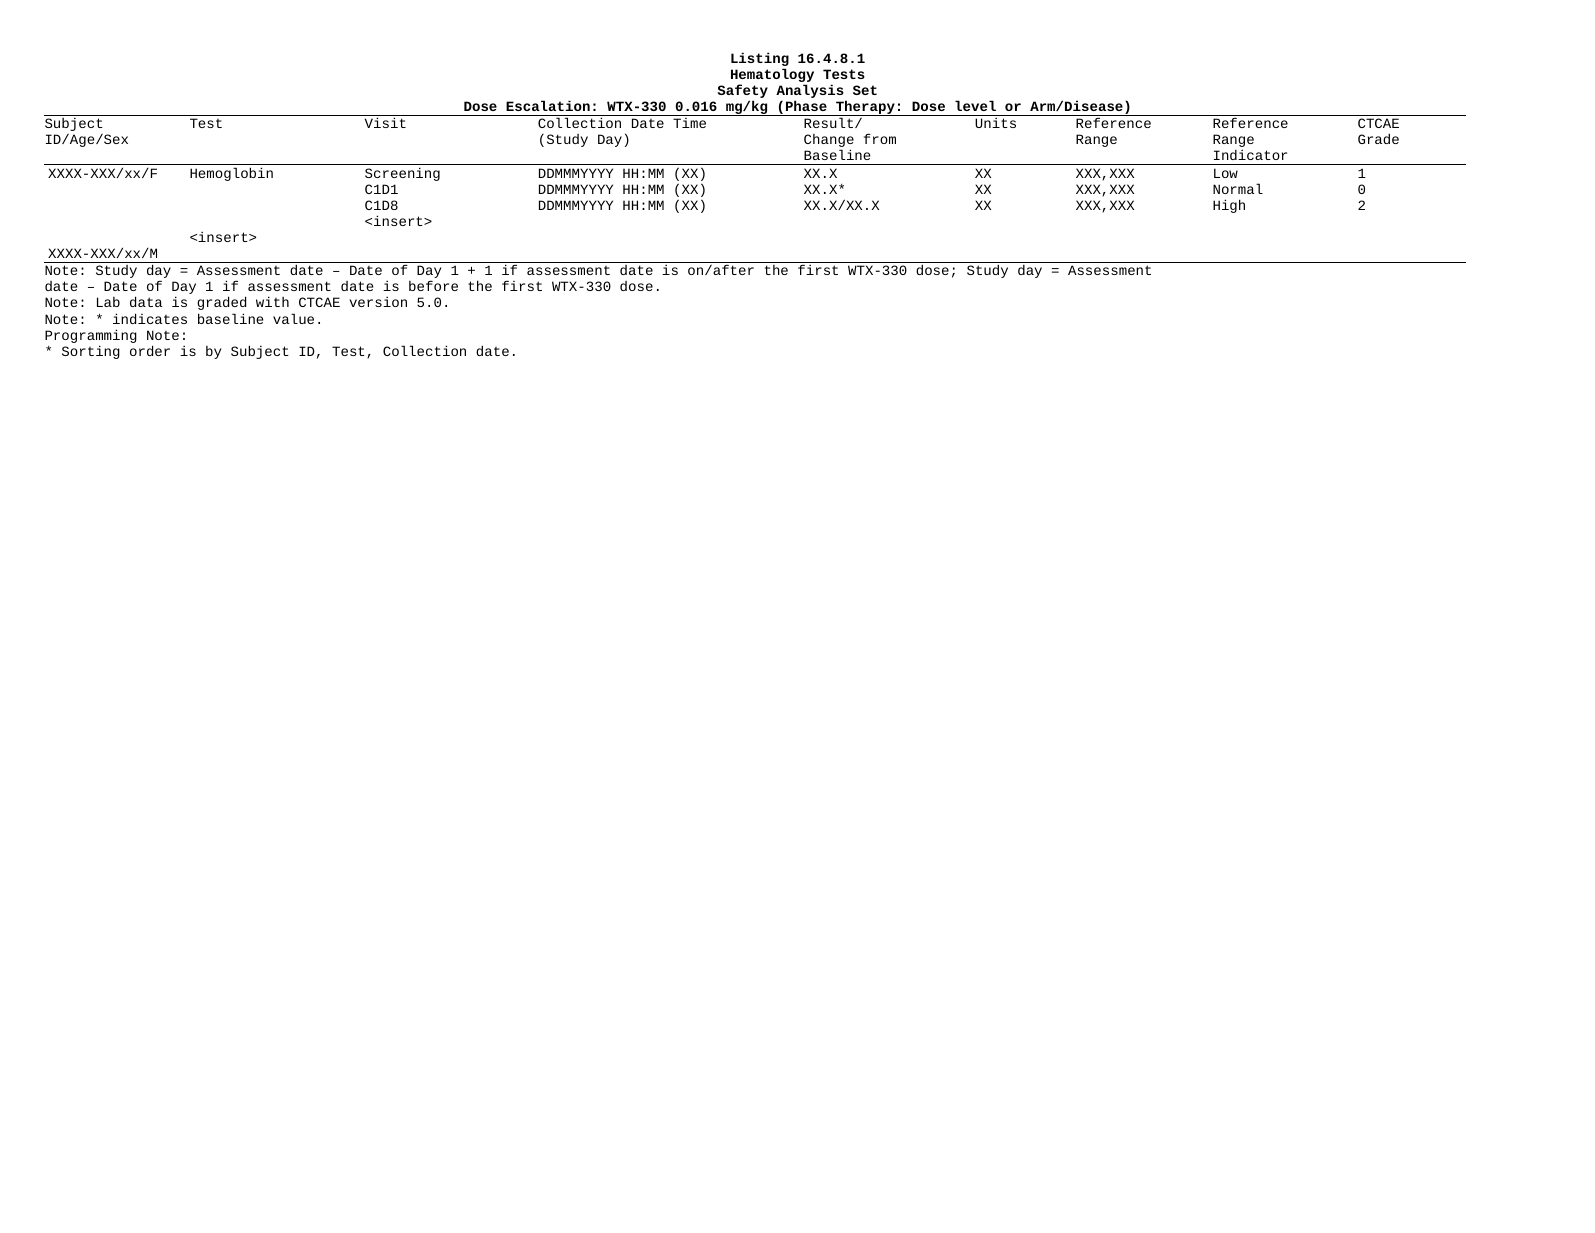 Listing 16.4.8.1
Hematology Tests
Safety Analysis Set
Dose Escalation: WTX-330 0.016 mg/kg (Phase Therapy: Dose level or Arm/Disease)
Subject Test Visit Collection Date Time Result/ Units Reference Reference CTCAE
ID/Age/Sex (Study Day) Change from Range Range Grade
Baseline Indicator
XXXX-XXX/xx/F Hemoglobin Screening DDMMMYYYY HH:MM (XX) XX.X XX XXX,XXX Low 1
C1D1 DDMMMYYYY HH:MM (XX) XX.X* XX XXX,XXX Normal 0
C1D8 DDMMMYYYY HH:MM (XX) XX.X/XX.X XX XXX,XXX High 2
<insert>
<insert>
XXXX-XXX/xx/M
Note: Study day = Assessment date – Date of Day 1 + 1 if assessment date is on/after the first WTX-330 dose; Study day = Assessment
date – Date of Day 1 if assessment date is before the first WTX-330 dose.
Note: Lab data is graded with CTCAE version 5.0.
Note: * indicates baseline value.
Programming Note:
* Sorting order is by Subject ID, Test, Collection date.